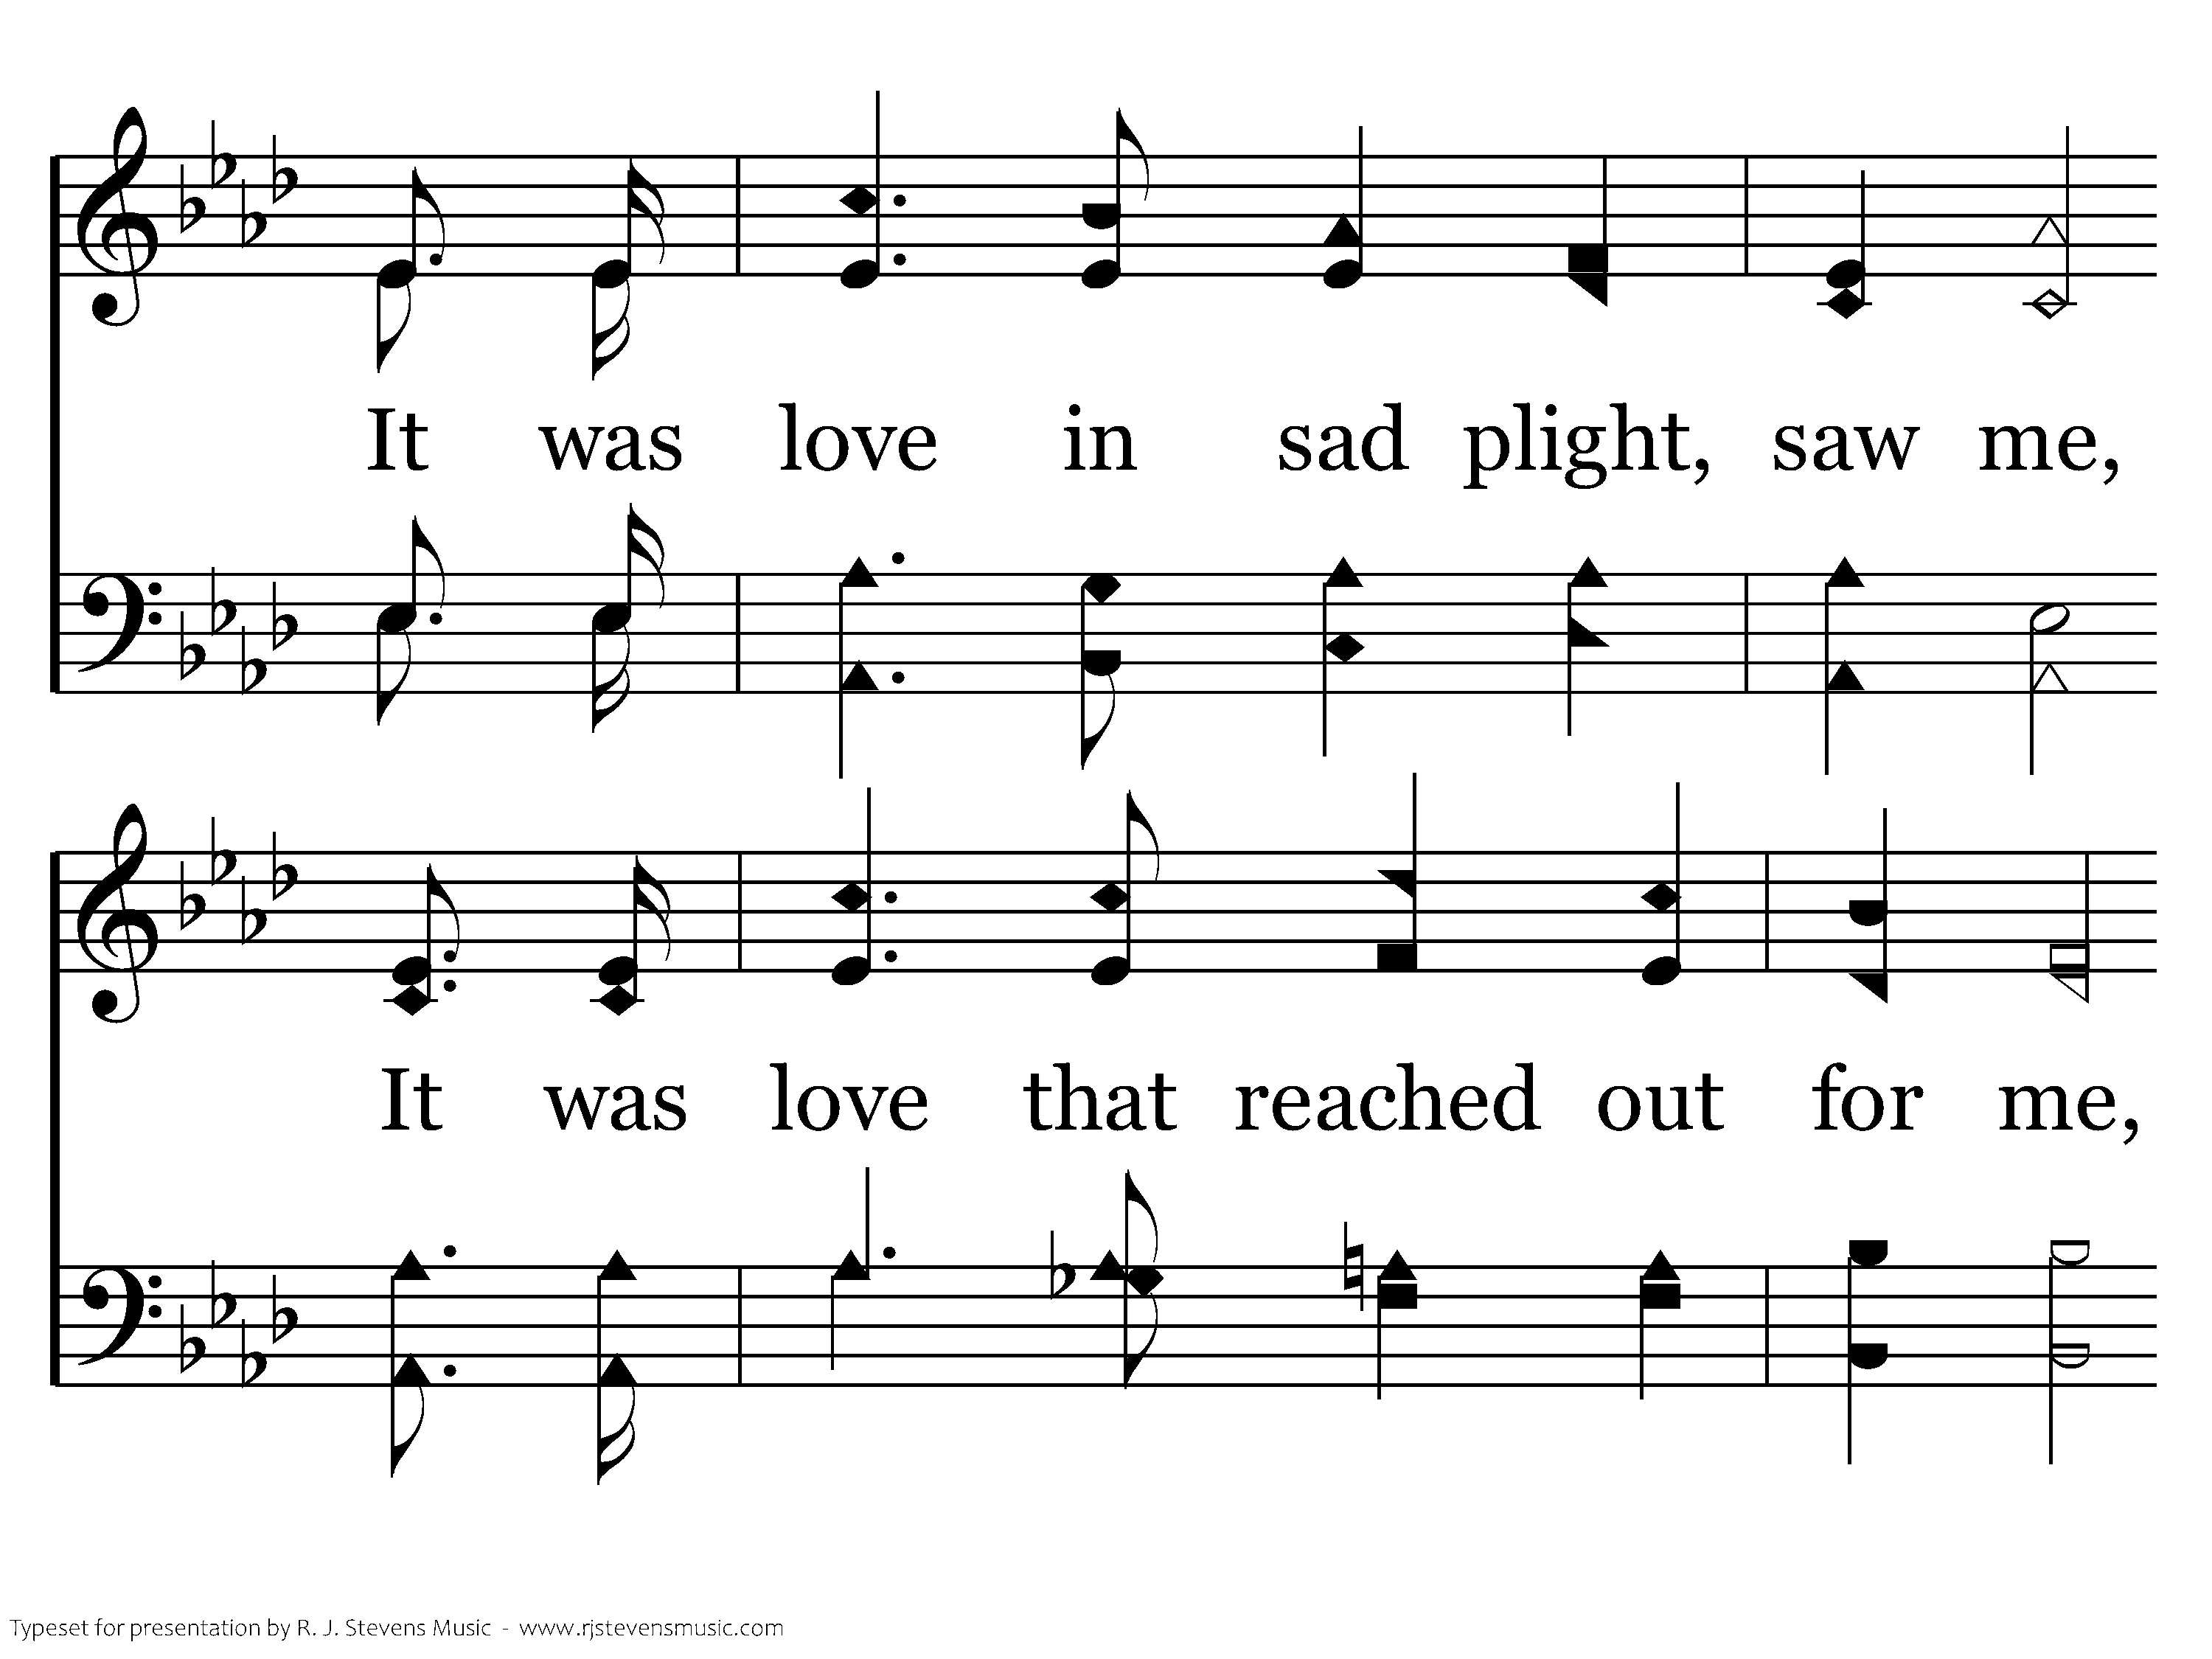 It was love in sad plight, saw me,
It was love that reached out for me,
Typeset for presentation by R. J. Stevens Music - www.rjstevensmusic.com